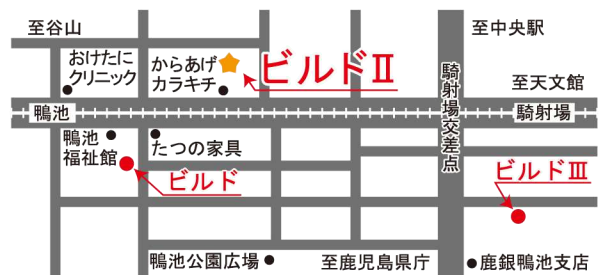 至谷山
至中央駅
おけたに
クリニック
からあげ
カラキチ
ビルドⅡ
至天文館
鴨池
騎射場
騎射場交差点
鴨池
福祉館
たつの家具
ビルド
ビルドⅢ
鴨池公園広場
至鹿児島県庁
鹿銀鴨池支店